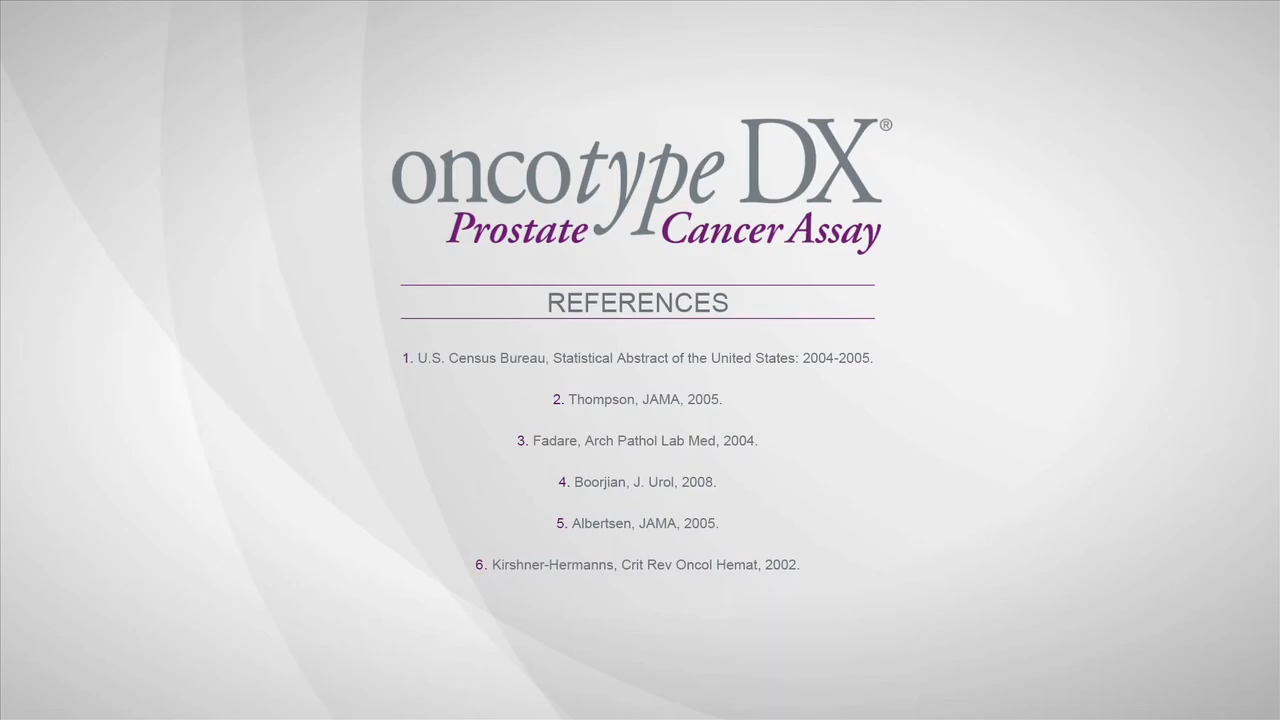 oncotype DX®
Prostate Cancer Assay
REFERENCES
1. U.S. Census Bureau, Statistical Abstract of the United States: 2004-2005.
2. Thompson, JAMA, 2005.
3. Fadare, Arch Pathol Lab Med, 2004.
4. Boorjian, J. Urol, 2008.
5. Albertsen, JAMA, 2005.
6. Kirshner-Hermanns, Crit Rev Oncol Hemat, 2002.